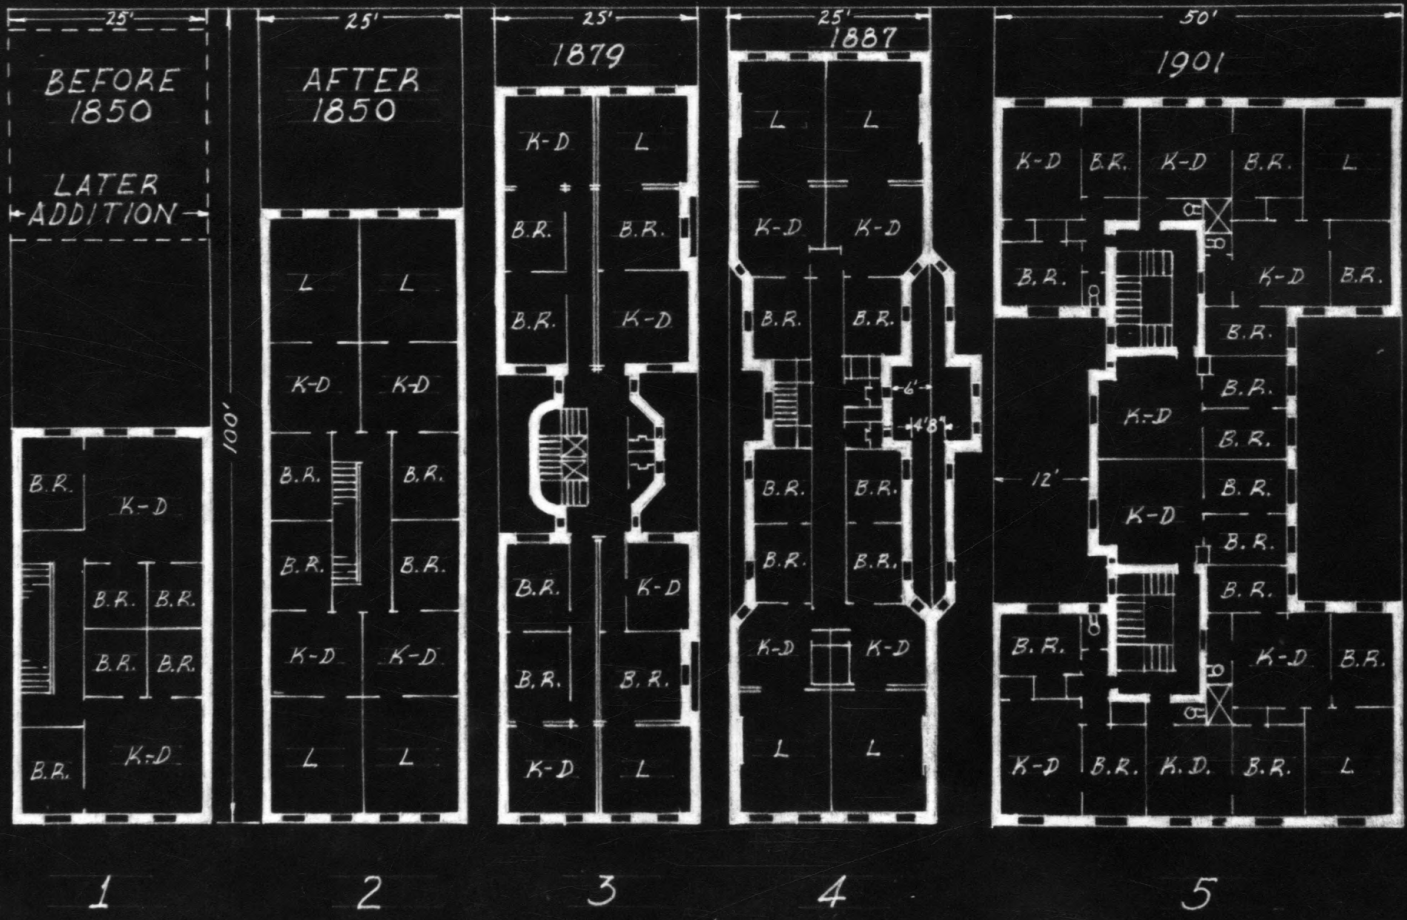 25'
BEFORE
1850
LATER
ADDITION
B.R.
K-D
B.R. B.R.
B.R. B.R.
B.R.
K-D
1
100'
25'
AFTER
1850
L L
K-D K-D
B.R. B.R.
B.R. B.R.
K-D K-D
L L
2
25'
1879
K-D L
B.R. B.R.
B.R. K-D
B.R. K-D
B.R. B.R.
K-D L
3
25'
1887
L L
K-D K-D
B.R. B.R.
6'
4'8"
B.R. B.R.
B.R. B.R.
K-D K-D
L L
4
50'
1901
K-D B.R. K-D B.R. L
B.R. K-D B.R.
B.R.
B.R.
K-D
B.R.
12'
B.R.
K-D
B.R.
B.R.
B.R. K-D B.R.
K-D B.R. K.D. B.R. L
5